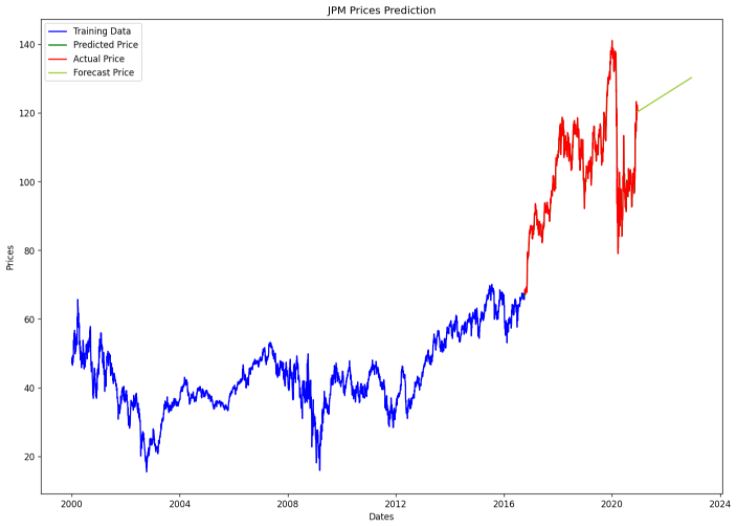 JPM Prices Prediction
Training Data
Predicted Price
Actual Price
Forecast Price
140
120
100
80
60
40
20
Prices
2000 2004 2008 2012 2016 2020 2024
Dates